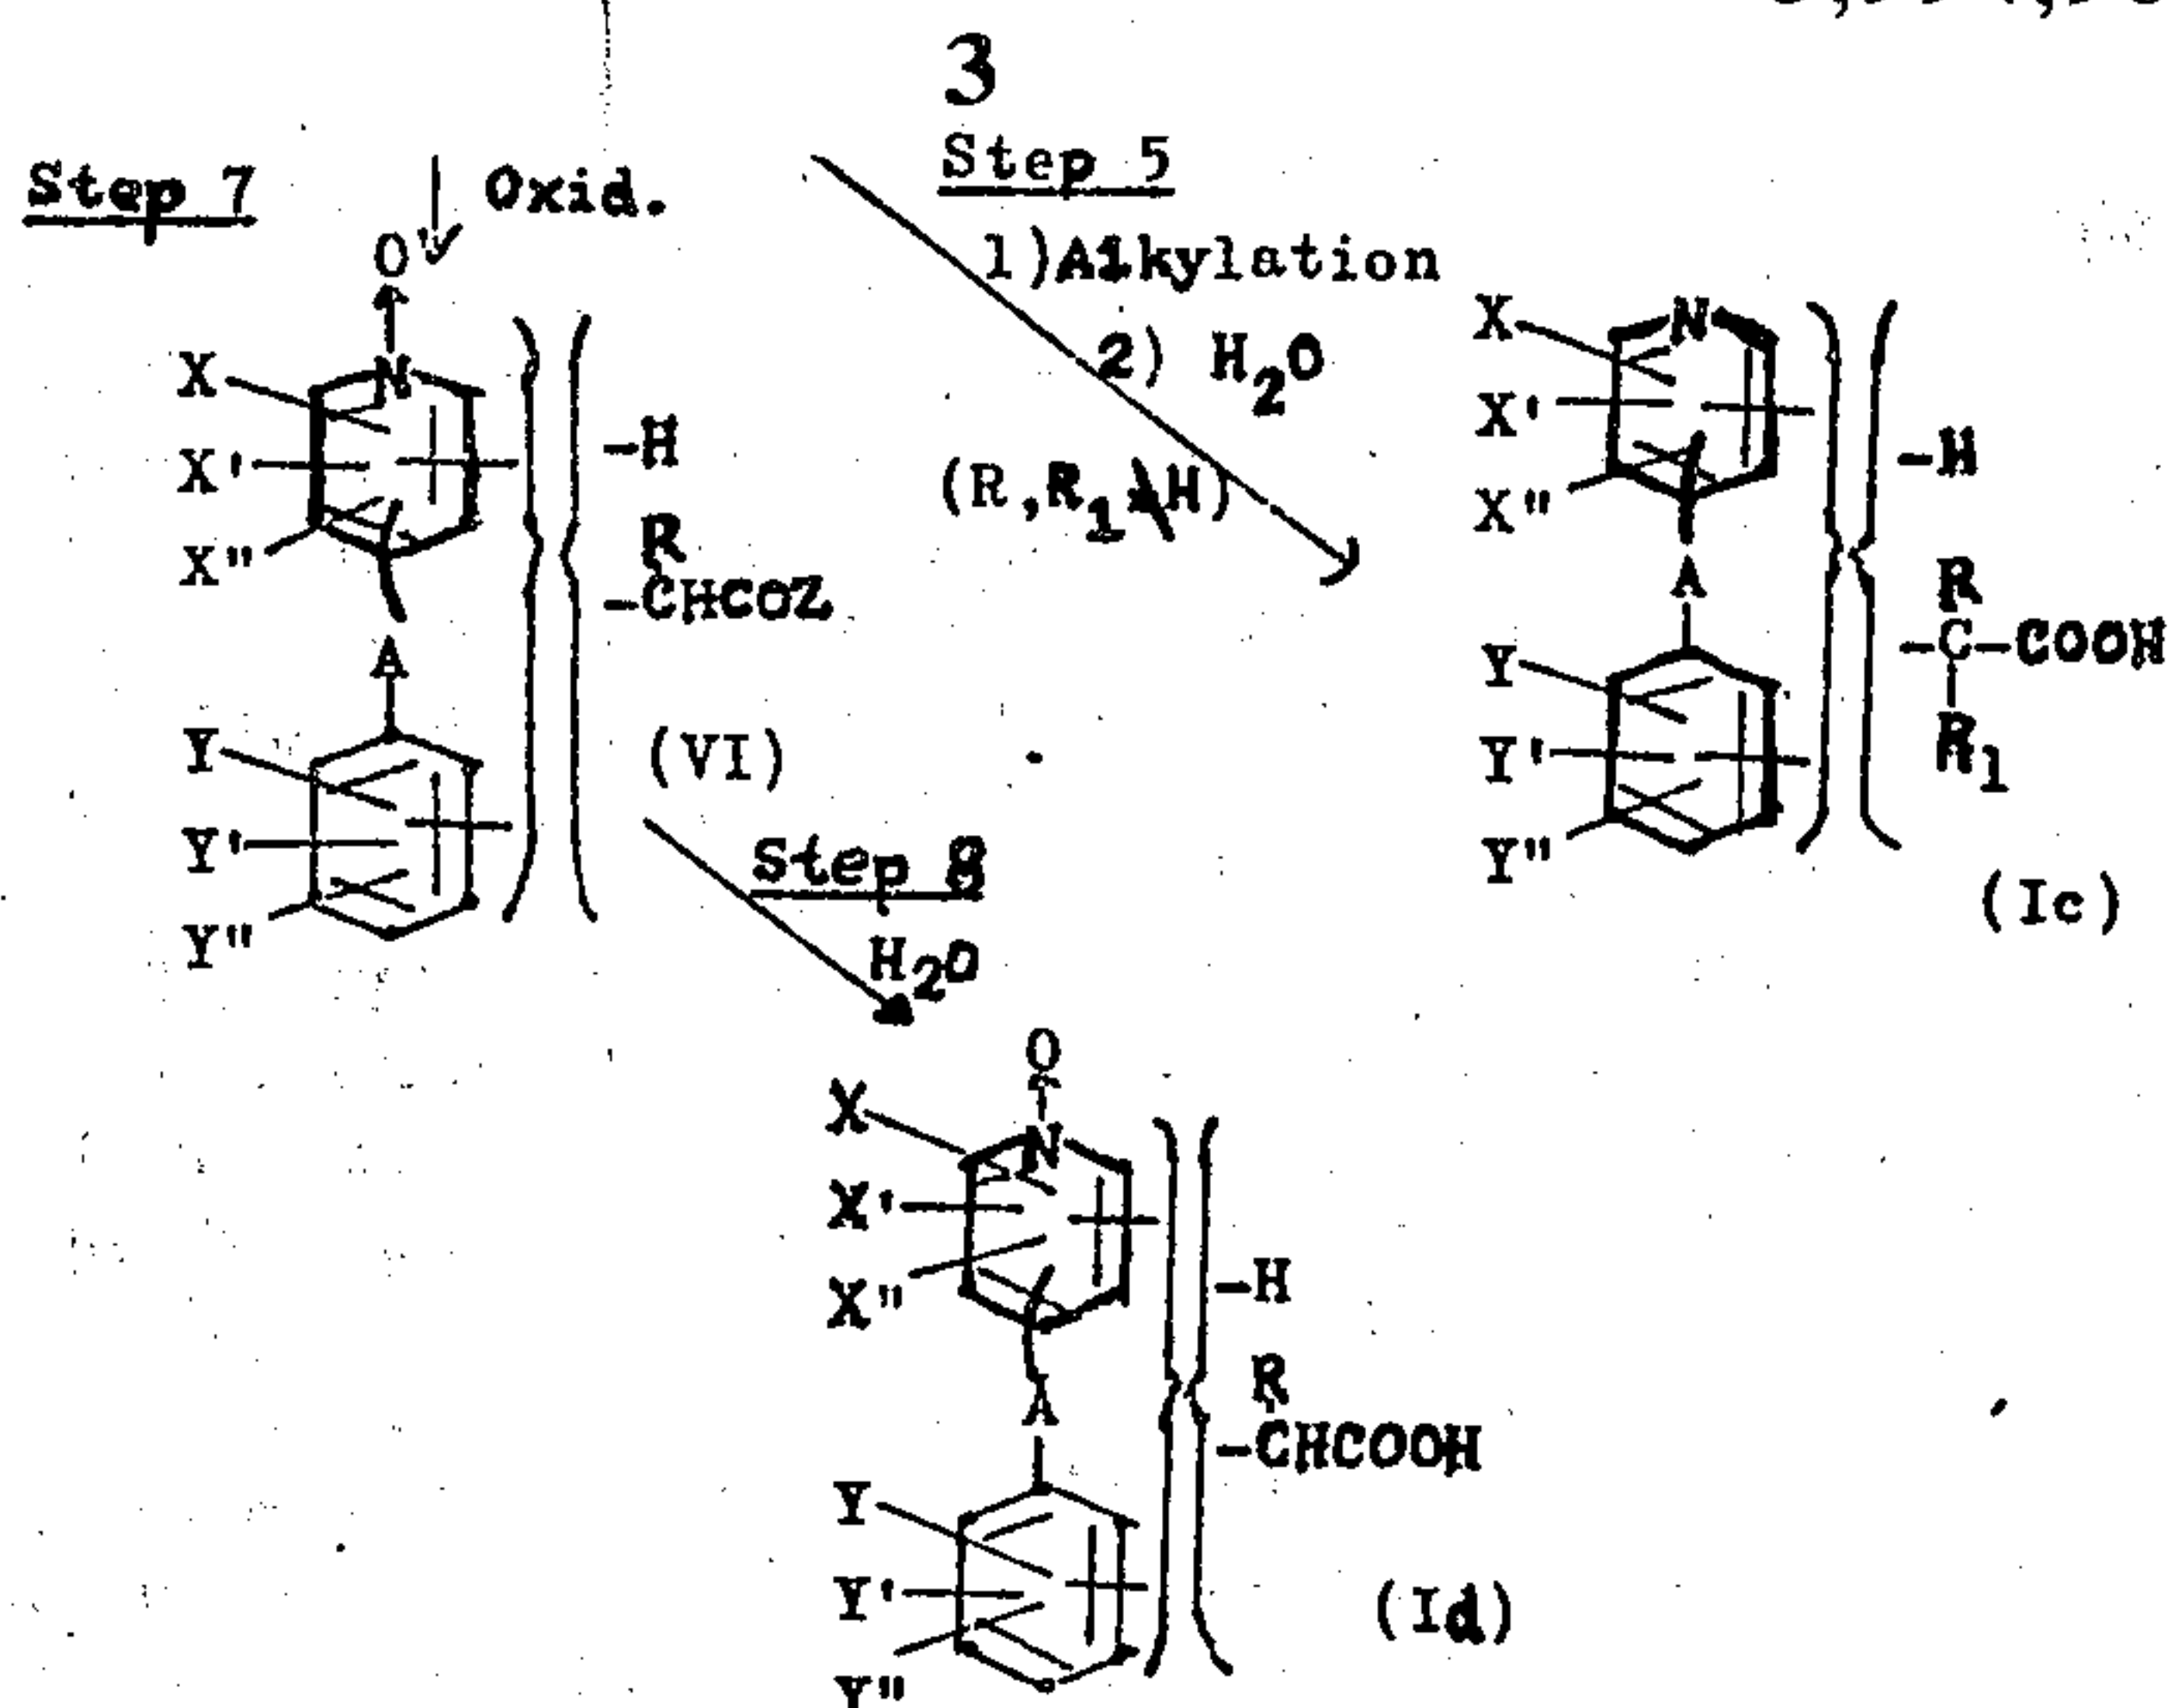 3
Step 7
Oxid.
Step 5
1)Alkylation
2) H2O
(R,R1≠H)
O
N
X
X'
X"
-H
R
-CHCOZ
A
Y
Y'
Y"
(VI)
X
N
X'
X"
-H
A
R
-C-COOH
R1
Y
Y'
Y"
(Ic)
Step 8
H2O
O
N
X
X'
X"
-H
A
R
-CHCOOH
Y
Y'
Y"
(Id)